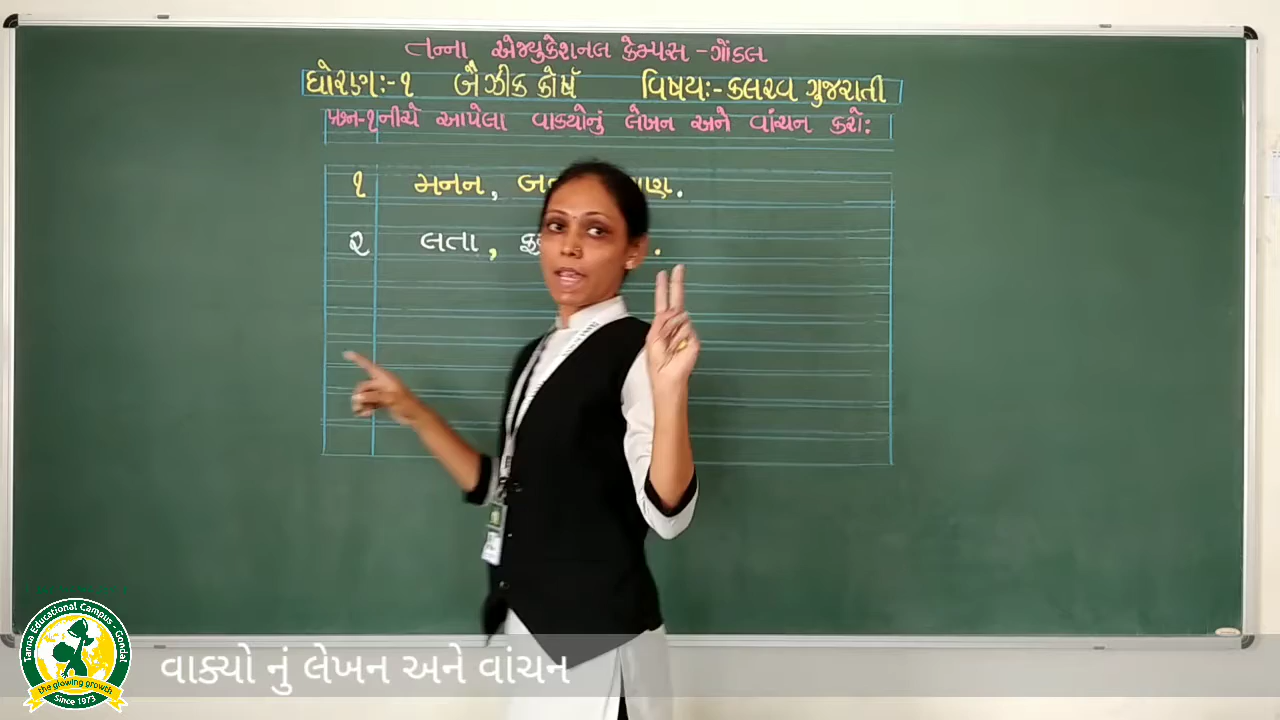 તન્ના એજ્યુકેશનલ કેમ્પસ - ગોંડલ
ધોરણઃ- ૧ બેઝીક કોર્ષ વિષયઃ- કલરવ ગુજરાતી
પ્રશ્ન-૧ નીચે આપેલા વાક્યોનું લેખન અને વાંચન કરો:
૧ મનન,
૨ લતા,
વાક્યો નું લેખન અને વાંચન
Tanna Educational Campus - Gondal
the glowing growth
Since 1973